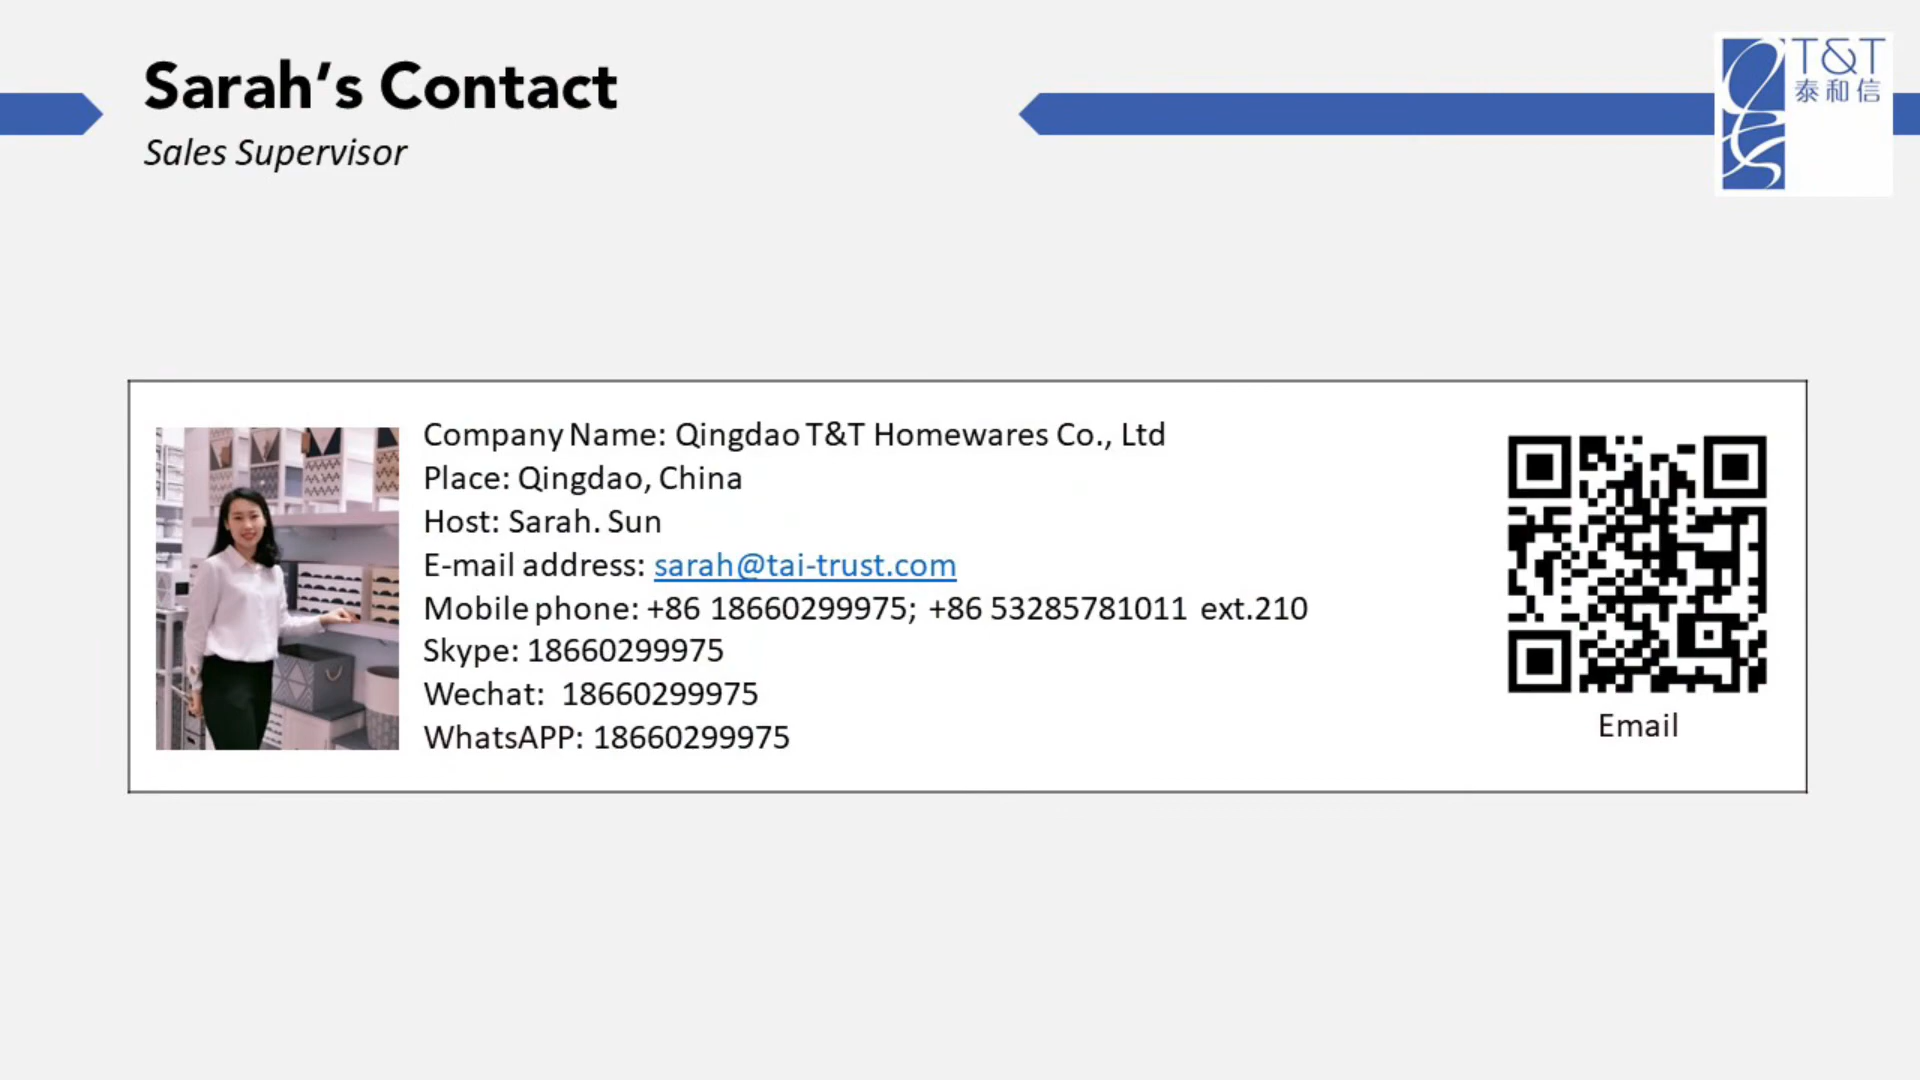 Sarah’s Contact
Sales Supervisor
T&T
泰和信
Company Name: Qingdao T&T Homewares Co., Ltd
Place: Qingdao, China
Host: Sarah. Sun
E-mail address: sarah@tai-trust.com
Mobile phone: +86 18660299975; +86 53285781011 ext.210
Skype: 18660299975
Wechat: 18660299975
WhatsAPP: 18660299975
Email